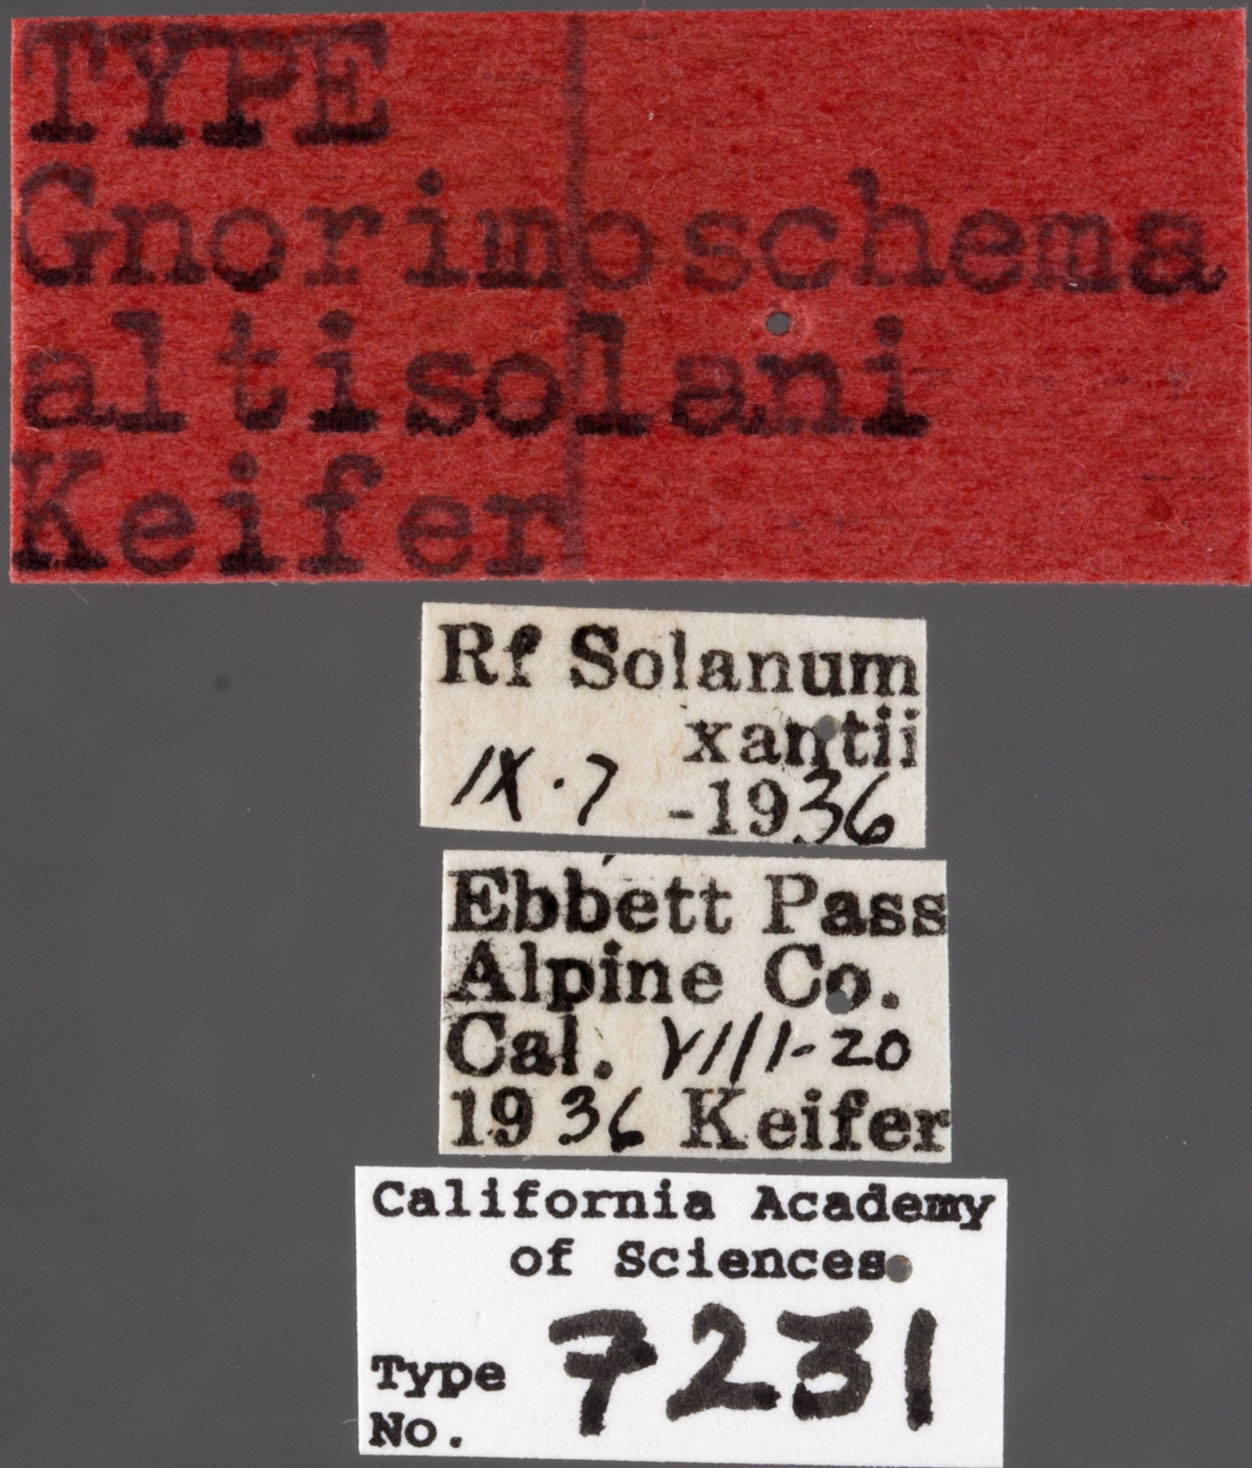 TYPE
Gnorimoschema
altisolani
Keifer
Rf Solanum
xantii
IX·7 -1936
Ebbett Pass
Alpine Co.
Cal. VIII-20
1936 Keifer
California Academy
of Sciences
Type
No. 7231